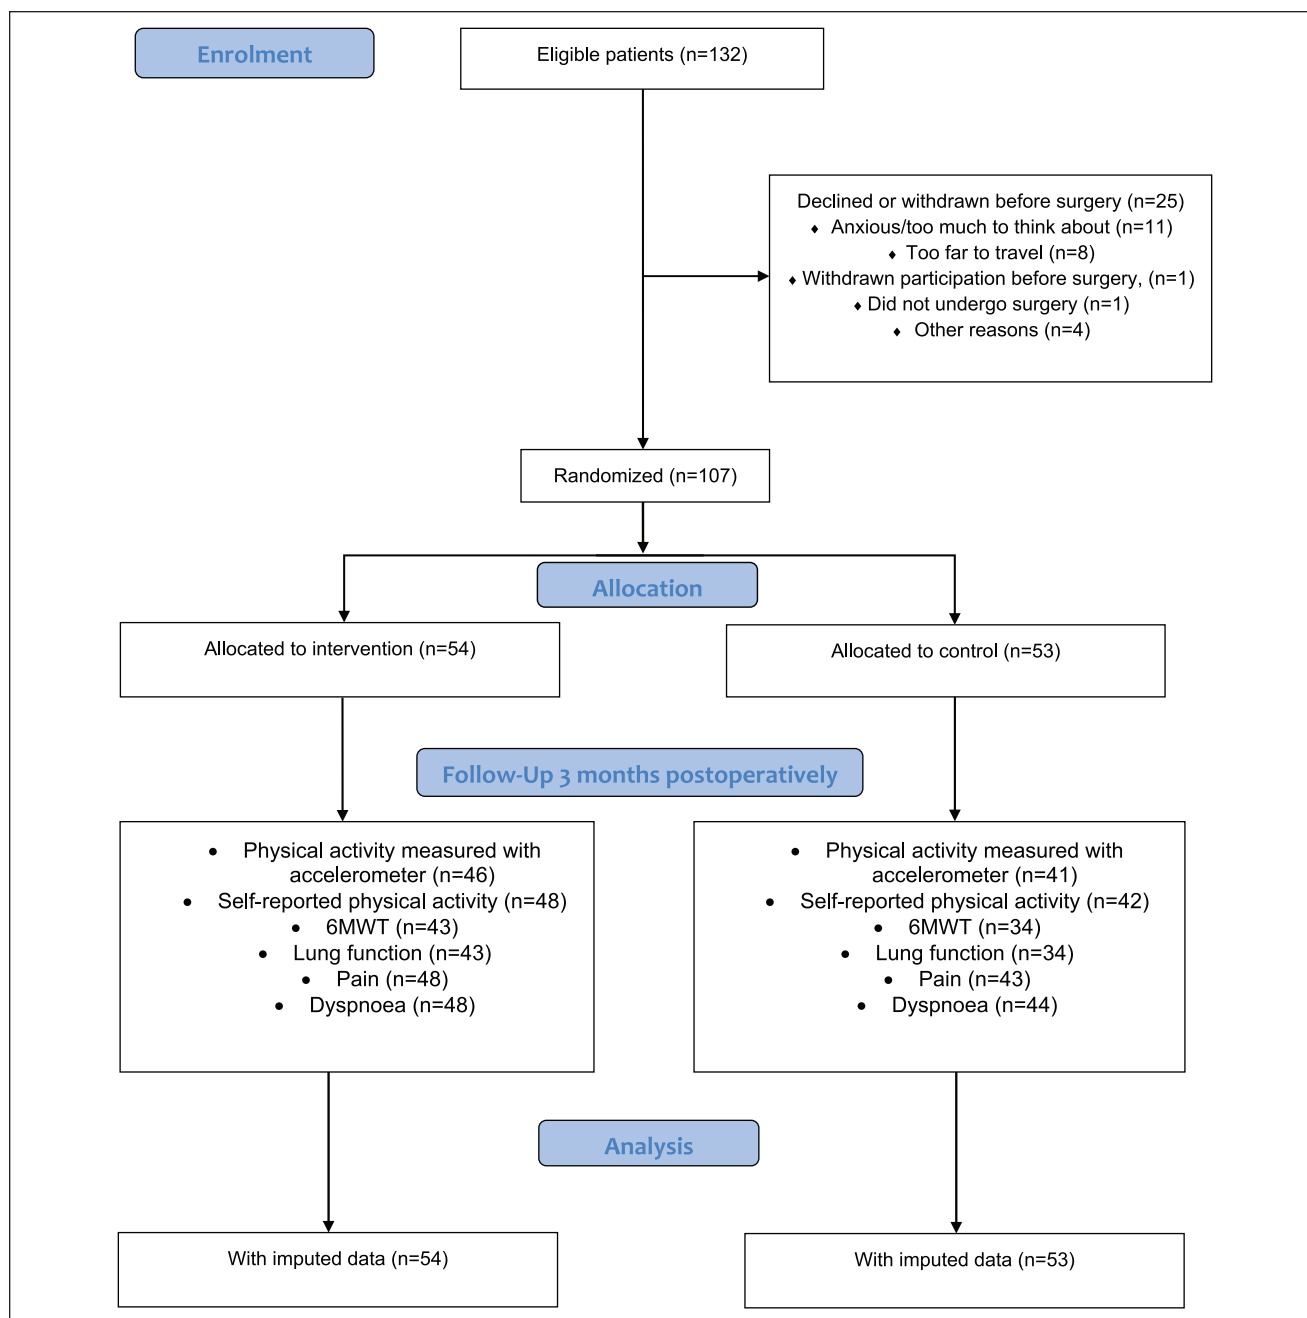 Enrolment
Eligible patients (n=132)
Declined or withdrawn before surgery (n=25)
♦ Anxious/too much to think about (n=11)
♦ Too far to travel (n=8)
♦ Withdrawn participation before surgery, (n=1)
♦ Did not undergo surgery (n=1)
♦ Other reasons (n=4)
Randomized (n=107)
Allocation
Allocated to intervention (n=54)
Allocated to control (n=53)
Follow-Up 3 months postoperatively
• Physical activity measured with
accelerometer (n=46)
• Self-reported physical activity (n=48)
• 6MWT (n=43)
• Lung function (n=43)
• Pain (n=48)
• Dyspnoea (n=48)
• Physical activity measured with
accelerometer (n=41)
• Self-reported physical activity (n=42)
• 6MWT (n=34)
• Lung function (n=34)
• Pain (n=43)
• Dyspnoea (n=44)
Analysis
With imputed data (n=54)
With imputed data (n=53)